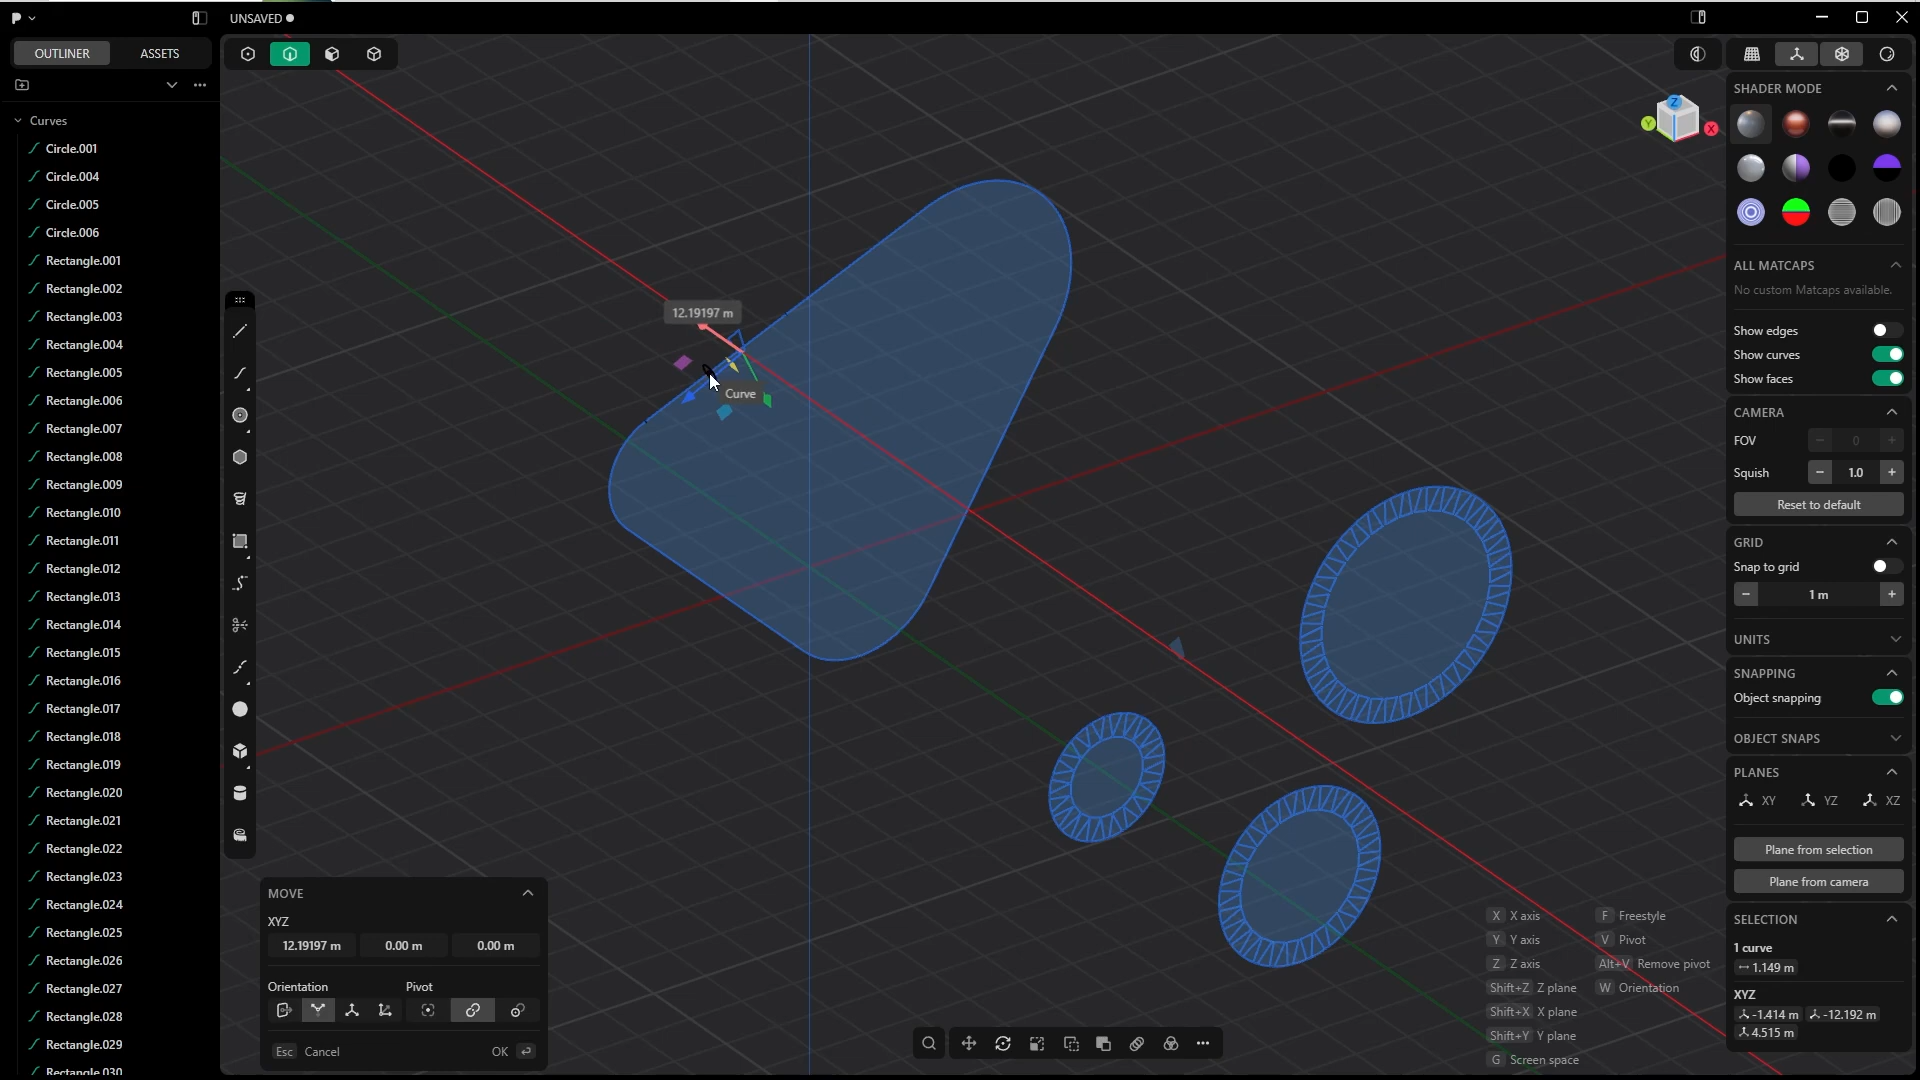 UNSAVED
OUTLINER
ASSETS
Curves
Circle.001
Circle.004
Circle.005
Circle.006
Rectangle.001
Rectangle.002
Rectangle.003
Rectangle.004
Rectangle.005
Rectangle.006
Rectangle.007
Rectangle.008
Rectangle.009
Rectangle.010
Rectangle.011
Rectangle.012
Rectangle.013
Rectangle.014
Rectangle.015
Rectangle.016
Rectangle.017
Rectangle.018
Rectangle.019
Rectangle.020
Rectangle.021
Rectangle.022
Rectangle.023
Rectangle.024
Rectangle.025
Rectangle.026
Rectangle.027
Rectangle.028
Rectangle.029
Rectangle.030
12.19197 m
Curve
Z
Y
X
MOVE
XYZ
12.19197 m 0.00 m 0.00 m
Orientation Pivot
Esc Cancel OK
X X axis
Y Y axis
Z Z axis
Shift+Z Z plane
Shift+X X plane
Shift+Y Y plane
G Screen space
F Freestyle
V Pivot
Alt+V Remove pivot
W Orientation
SHADER MODE
ALL MATCAPS
No custom Matcaps available.
Show edges
Show curves
Show faces
CAMERA
FOV − 0 +
Squish − 1.0 +
Reset to default
GRID
Snap to grid
− 1 m +
UNITS
SNAPPING
Object snapping
OBJECT SNAPS
PLANES
XY YZ XZ
Plane from selection
Plane from camera
SELECTION
1 curve
1.149 m
XYZ
-1.414 m -12.192 m
4.515 m